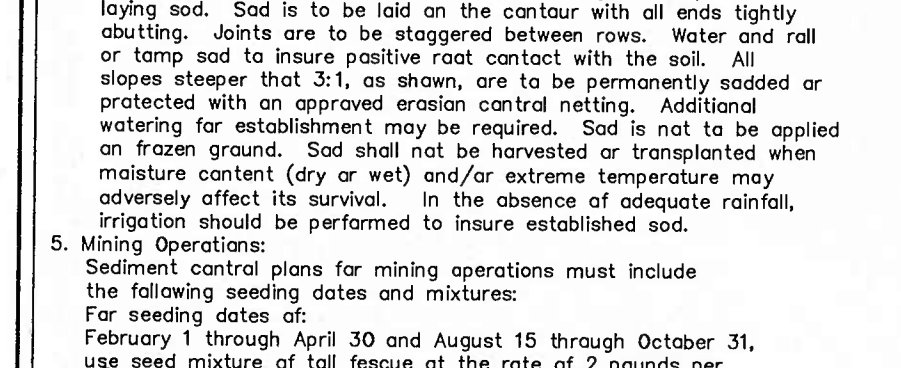 laying sod. Sod is to be laid on the contour with all ends tightly
abutting. Joints are to be staggered between rows. Water and roll
or tamp sod to insure positive root contact with the soil. All
slopes steeper that 3:1, as shown, are to be permanently sodded or
protected with an approved erosion control netting. Additional
watering for establishment may be required. Sod is not to be applied
on frozen ground. Sod shall not be harvested or transplanted when
moisture content (dry or wet) and/or extreme temperature may
adversely affect its survival. In the absence of adequate rainfall,
irrigation should be performed to insure established sod.
5. Mining Operations:
Sediment control plans for mining operations must include
the following seeding dates and mixtures:
For seeding dates of:
February 1 through April 30 and August 15 through October 31,
use seed mixture of tall fescue at the rate of 2 pounds per